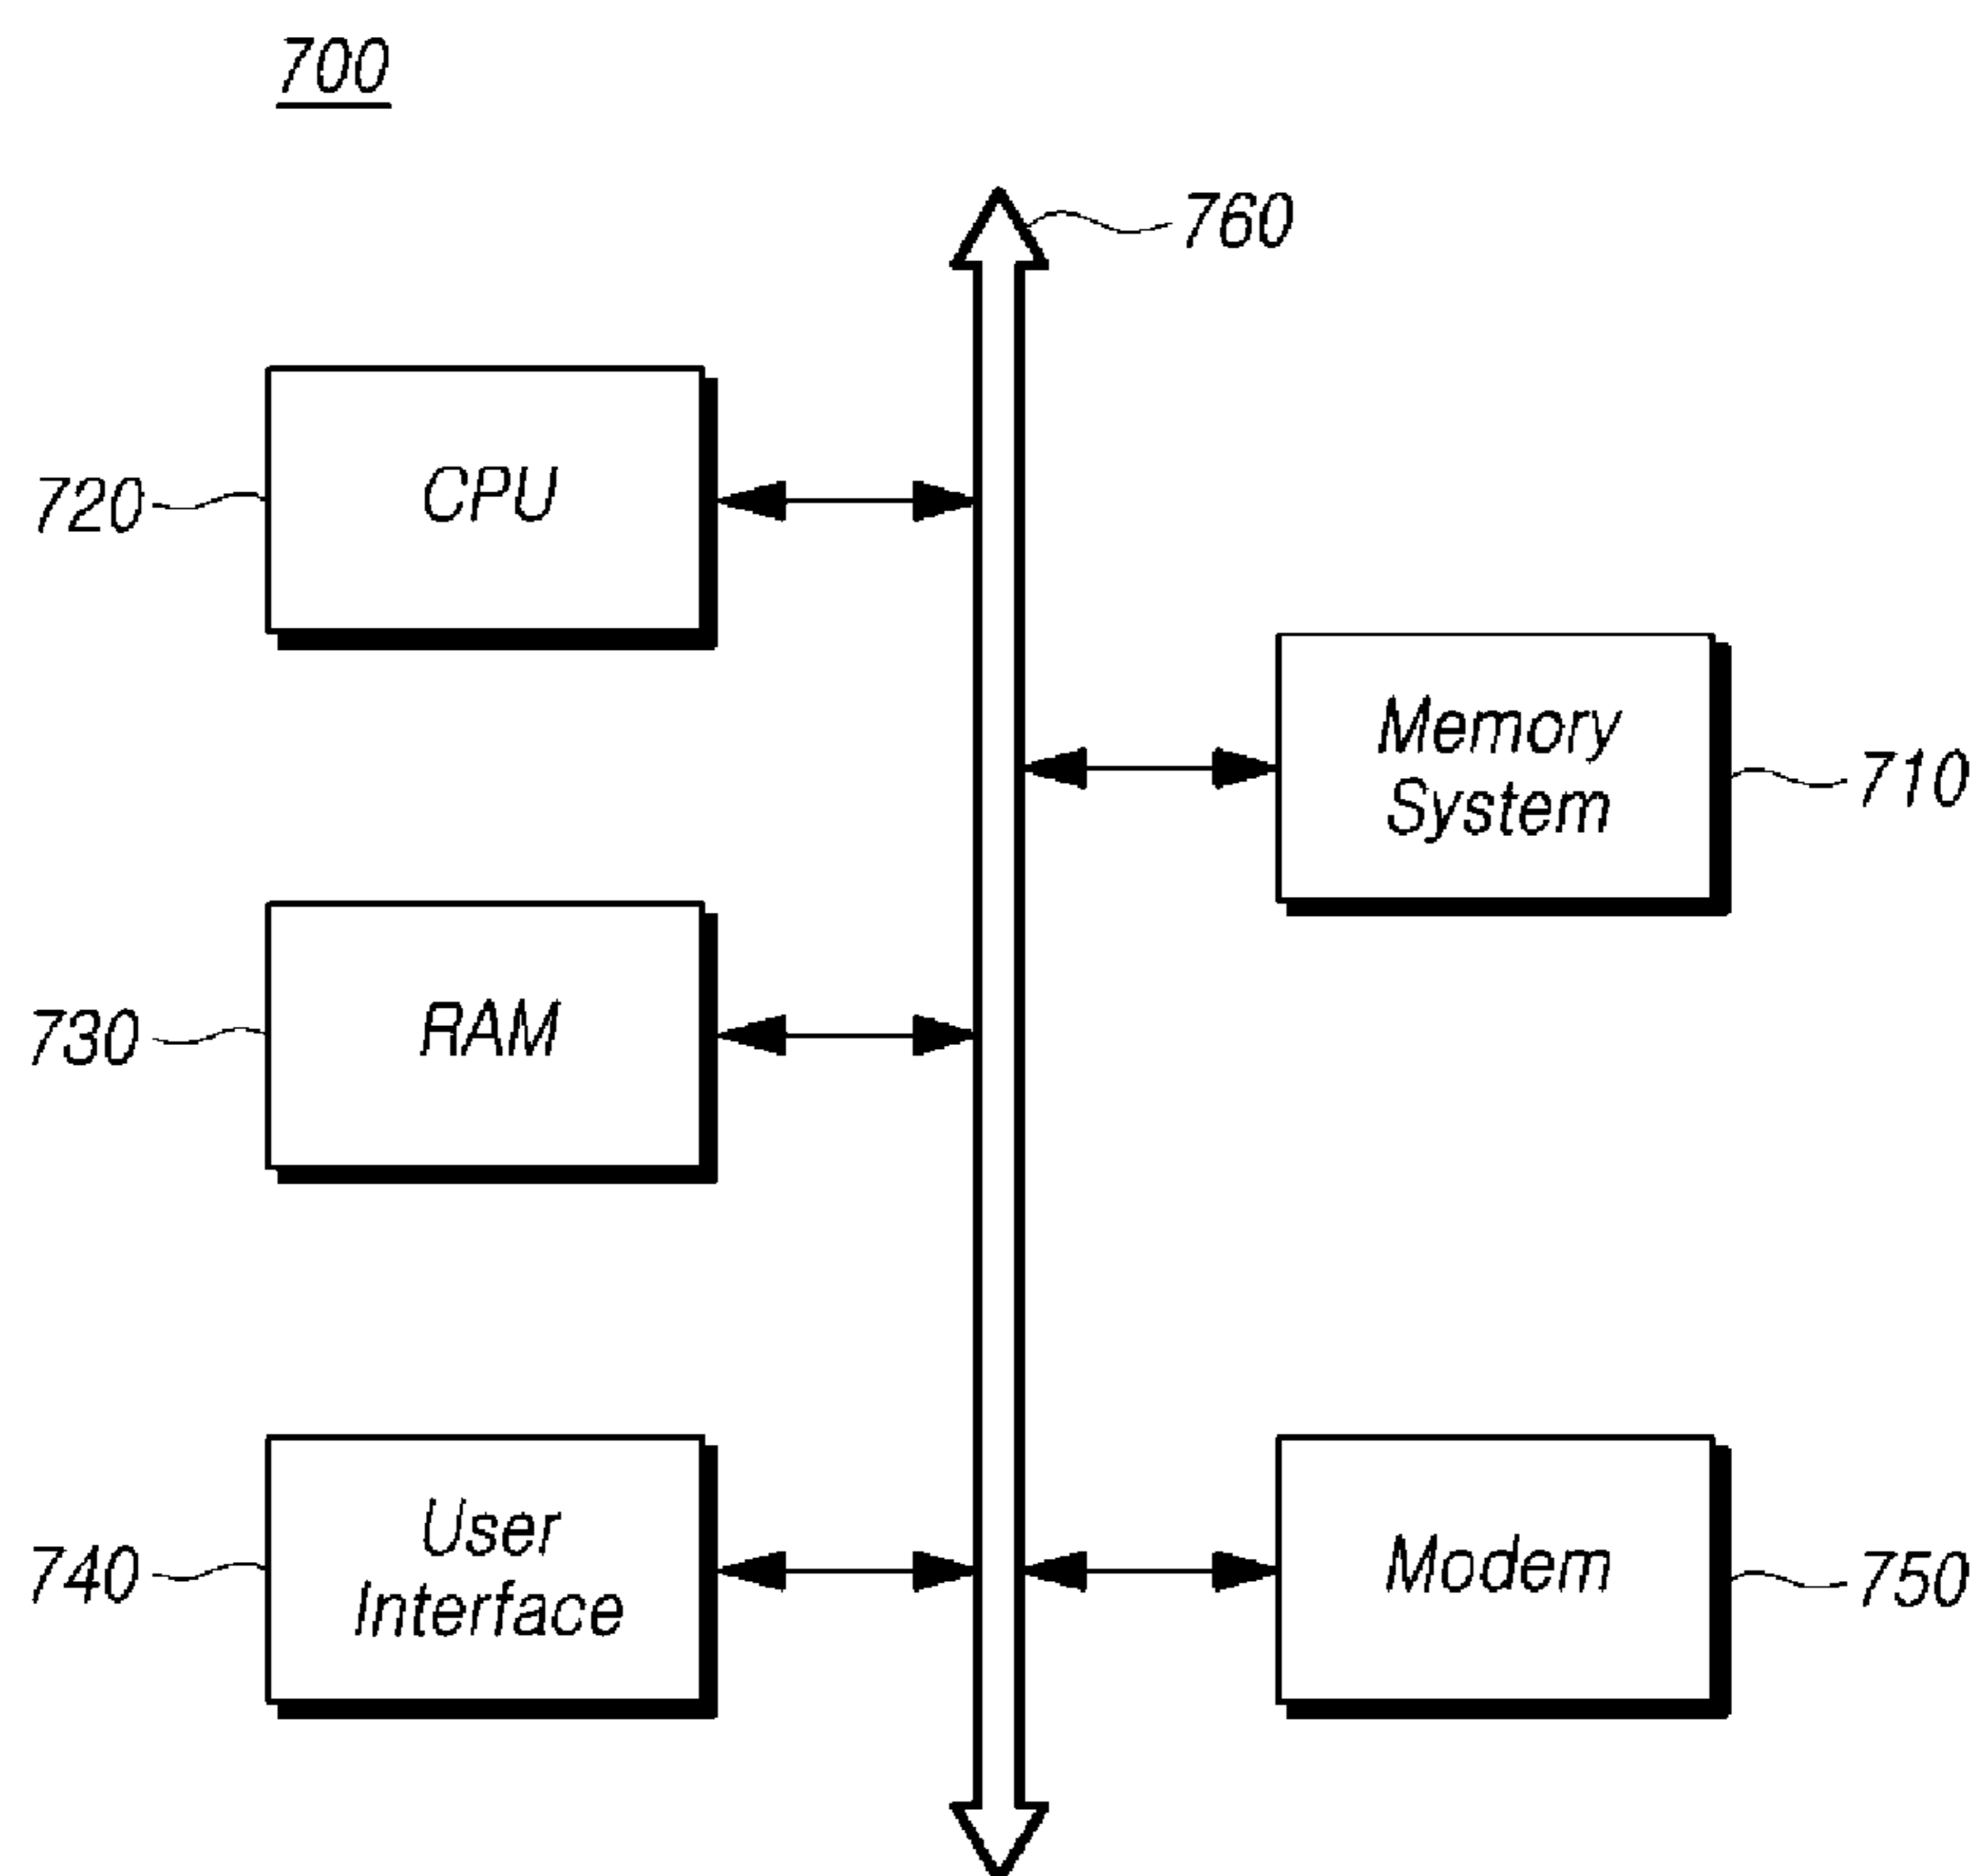 700
760
CPU
720
Memory
System
710
RAM
730
User
Interface
740
Modem
750